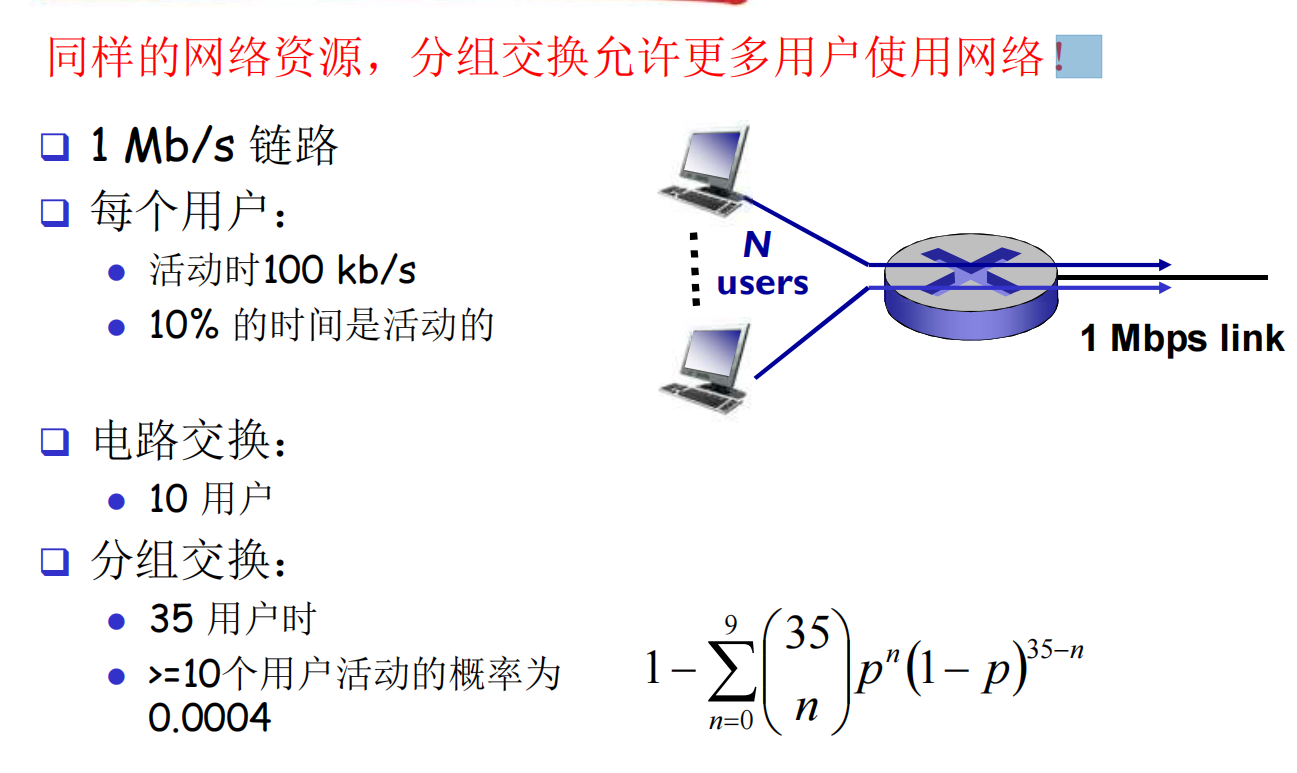 同样的网络资源，分组交换允许更多用户使用网络！
1 Mb/s 链路
每个用户：
活动时100 kb/s
10% 的时间是活动的
N
users
1 Mbps link
电路交换：
10 用户
分组交换：
35 用户时
>=10个用户活动的概率为
0.0004
1 − ∑_{n=0}^{9} (35 n) pⁿ(1 − p)³⁵⁻ⁿ